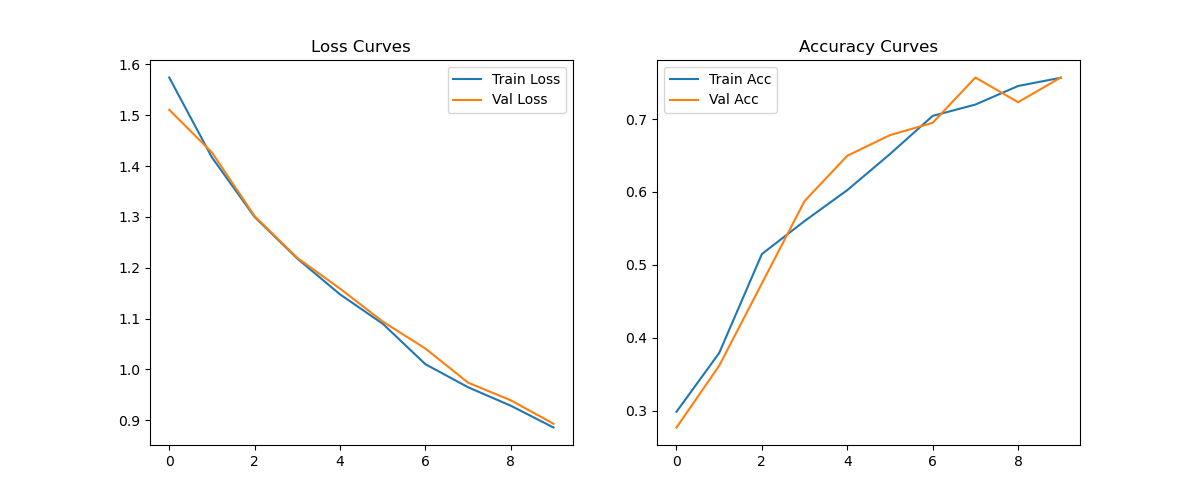 Loss Curves
1.6
1.5
1.4
1.3
1.2
1.1
1.0
0.9
0 2 4 6 8
Train Loss
Val Loss
Accuracy Curves
0.7
0.6
0.5
0.4
0.3
0 2 4 6 8
Train Acc
Val Acc